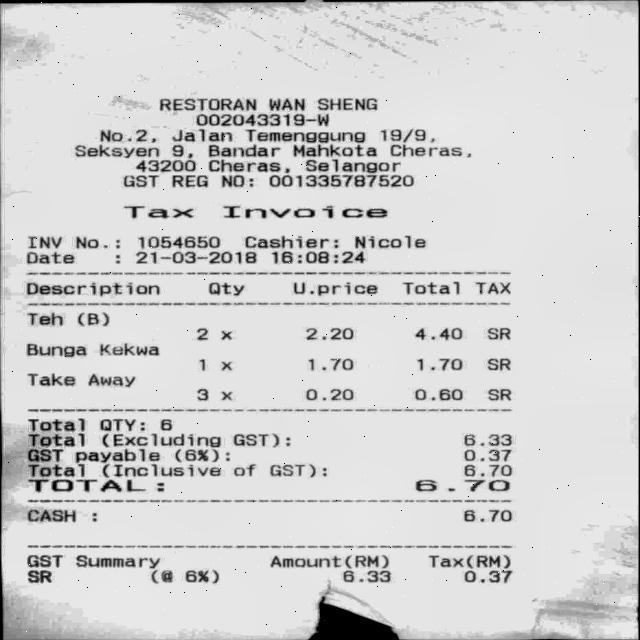 RESTORAN WAN SHENG
002043319-W
No.2, Jalan Temenggung 19/9,
Seksyen 9, Bandar Mahkota Cheras,
43200 Cheras, Selangor
GST REG NO: 001335787520
Tax Invoice
INV No.: 1054650 Cashier: Nicole
Date : 21-03-2018 16:08:24
Description Qty U.price Total TAX
Teh (B)
2 x 2.20 4.40 SR
Bunga Kekwa
1 x 1.70 1.70 SR
Take Away
3 x 0.20 0.60 SR
Total QTY: 6
Total (Excluding GST): 6.33
GST payable (6%): 0.37
Total (Inclusive of GST): 6.70
TOTAL: 6.70
CASH : 6.70
GST Summary Amount(RM) Tax(RM)
SR (@ 6%) 6.33 0.37